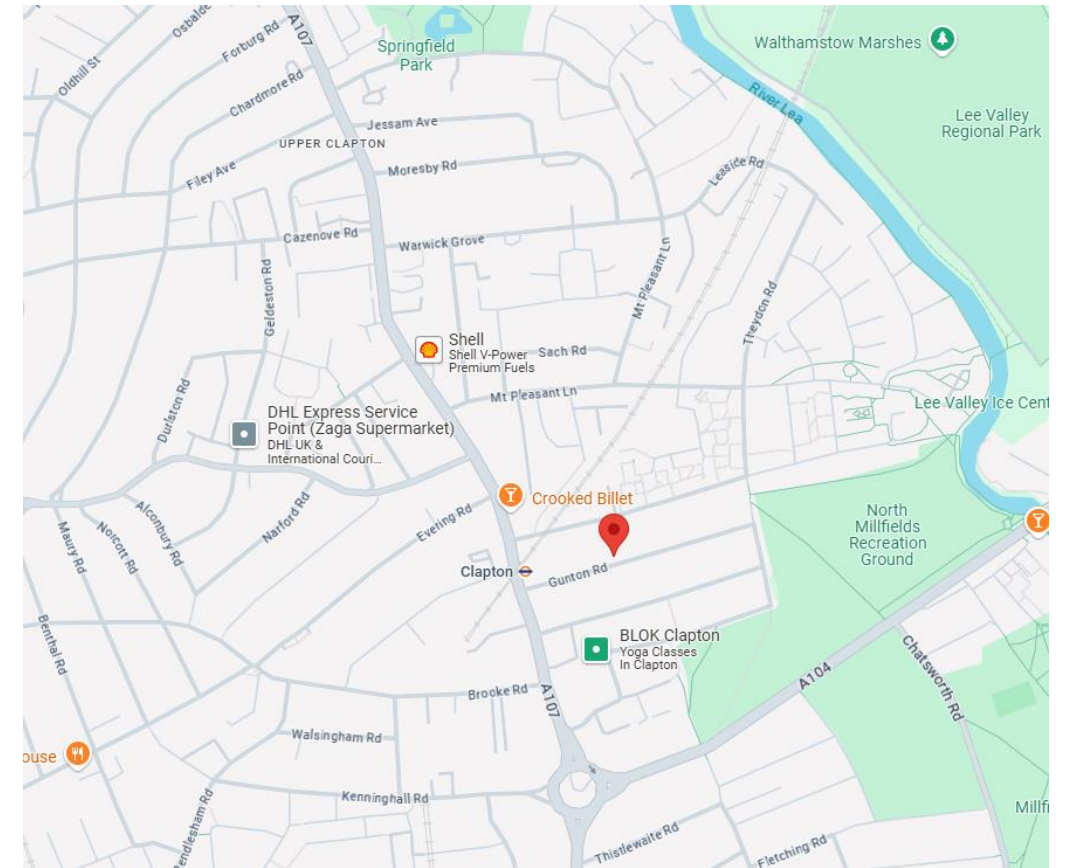 Osbalde
A107
Forburg Rd
Oldhill St
Springfield
Park
Walthamstow Marshes
Chardmore Rd
River Lea
Lee Valley
Regional Park
Jessam Ave
UPPER CLAPTON
Filey Ave
Moresby Rd
Leaside Rd
Cazenove Rd
Warwick Grove
Geldeston Rd
Mt Pleasant Ln
Theydon Rd
Shell
Shell V-Power
Premium Fuels
Sach Rd
Mt Pleasant Ln
Durlston Rd
Lee Valley Ice Cent
DHL Express Service
Point (Zaga Supermarket)
DHL UK &
International Couri...
Crooked Billet
Alconbury Rd
Narford Rd
Evering Rd
Norcott Rd
Maury Rd
North
Millfields
Recreation
Ground
Clapton
Gunton Rd
Benthal Rd
BLOK Clapton
Yoga Classes
In Clapton
Chatsworth Rd
A104
Brooke Rd
A107
Walsingham Rd
ouse
Kenninghall Rd
endlesham Rd
Millfi
Thistlewaite Rd
Fletching Rd